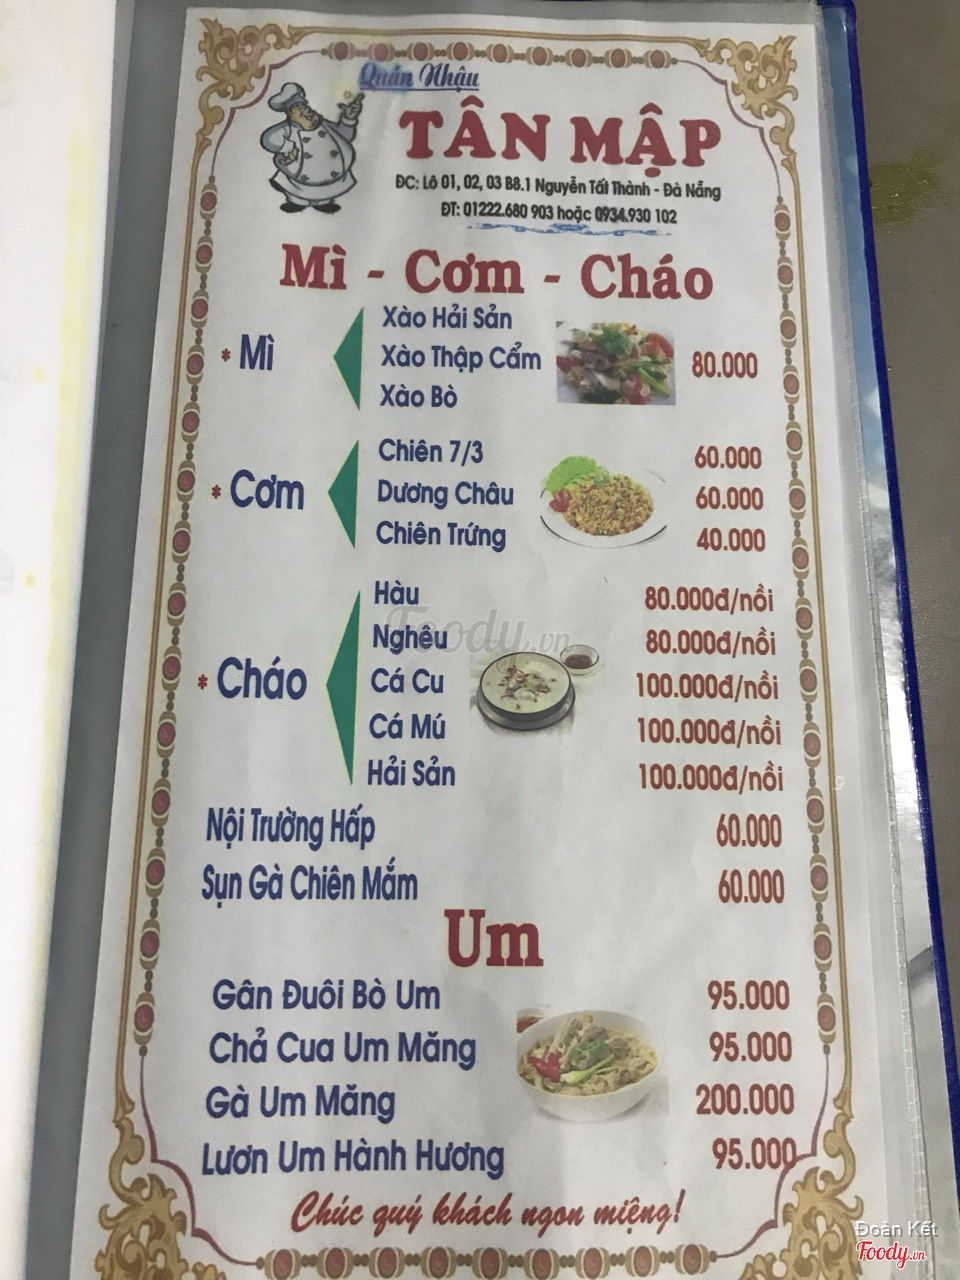 Quán Nhậu
TÂN MẬP
ĐC: Lô 01, 02, 03 B8.1 Nguyễn Tất Thành - Đà Nẵng
ĐT: 01222.680 903 hoặc 0934.930 102
Mì - Cơm - Cháo
* Mì
Xào Hải Sản
Xào Thập Cẩm 80.000
Xào Bò
* Cơm
Chiên 7/3 60.000
Dương Châu 60.000
Chiên Trứng 40.000
* Cháo
Hàu 80.000đ/nồi
Nghêu 80.000đ/nồi
Cá Cu 100.000đ/nồi
Cá Mú 100.000đ/nồi
Hải Sản 100.000đ/nồi
Foody.vn
Nội Trường Hấp 60.000
Sụn Gà Chiên Mắm 60.000
Um
Gân Đuôi Bò Um 95.000
Chả Cua Um Măng 95.000
Gà Um Măng 200.000
Lươn Um Hành Hương 95.000
Chúc quý khách ngon miệng!
Đoàn Kết
Foody.vn